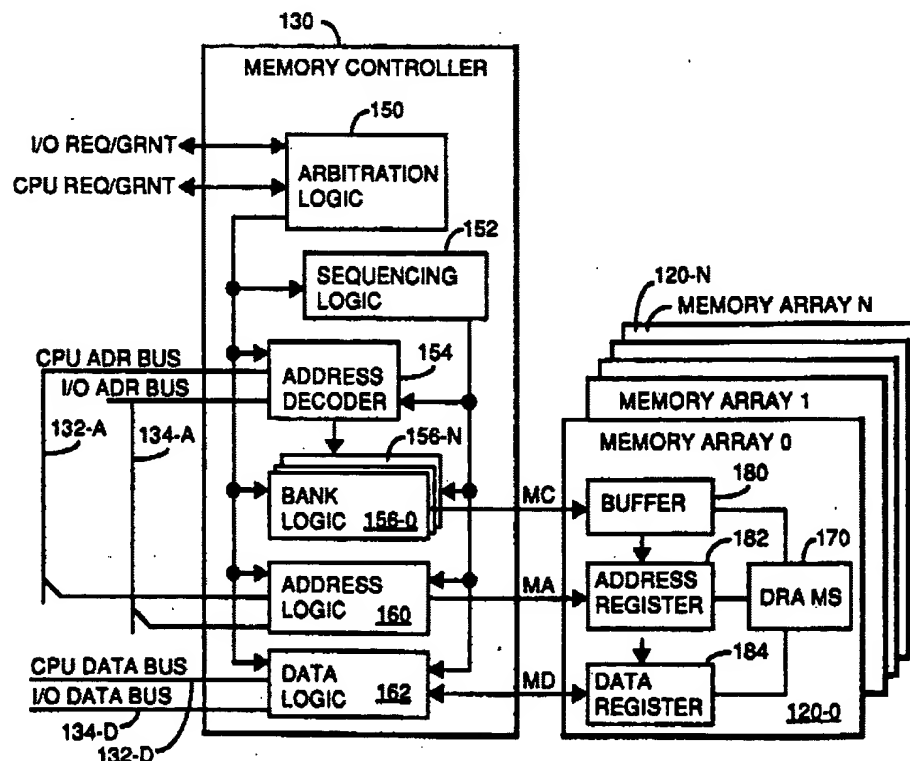 130
MEMORY CONTROLLER
150
I/O REQ/GRNT
CPU REQ/GRNT
ARBITRATION
LOGIC
152
SEQUENCING
LOGIC
120-N
MEMORY ARRAY N
CPU ADR BUS
I/O ADR BUS
154
ADDRESS
DECODER
132-A
134-A
156-N
MEMORY ARRAY 1
MEMORY ARRAY 0
BANK
LOGIC
156-0
MC
BUFFER
180
182
170
ADDRESS
LOGIC
160
MA
ADDRESS
REGISTER
DRA MS
184
CPU DATA BUS
I/O DATA BUS
DATA
LOGIC
162
MD
DATA
REGISTER
120-0
134-D
132-D